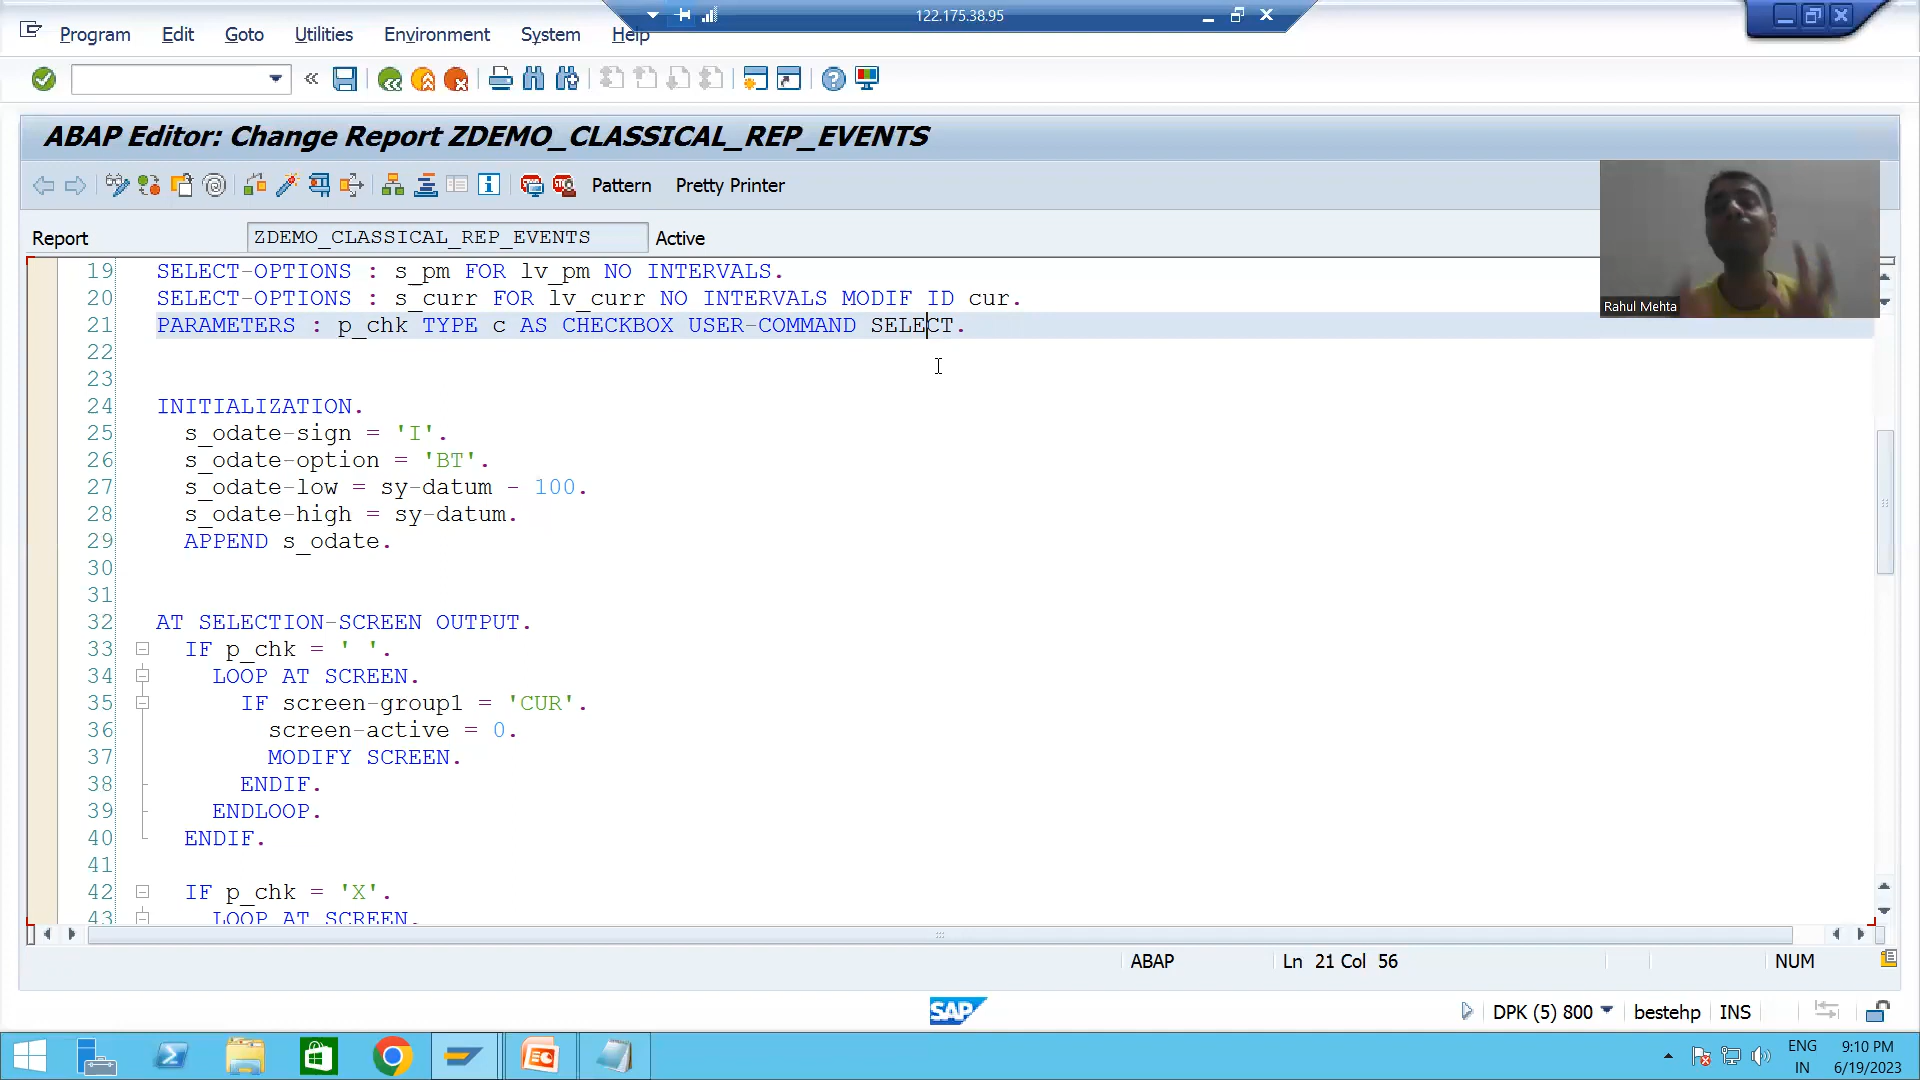 122.175.38.95
Program Edit Goto Utilities Environment System Help
ABAP Editor: Change Report ZDEMO_CLASSICAL_REP_EVENTS
Pattern Pretty Printer
Report ZDEMO_CLASSICAL_REP_EVENTS Active
Rahul Mehta
19 SELECT-OPTIONS : s_pm FOR lv_pm NO INTERVALS.
20 SELECT-OPTIONS : s_curr FOR lv_curr NO INTERVALS MODIF ID cur.
21 PARAMETERS : p_chk TYPE c AS CHECKBOX USER-COMMAND SELECT.
22
23
24 INITIALIZATION.
25 s_odate-sign = 'I'.
26 s_odate-option = 'BT'.
27 s_odate-low = sy-datum - 100.
28 s_odate-high = sy-datum.
29 APPEND s_odate.
30
31
32 AT SELECTION-SCREEN OUTPUT.
33 IF p_chk = ' '.
34 LOOP AT SCREEN.
35 IF screen-group1 = 'CUR'.
36 screen-active = 0.
37 MODIFY SCREEN.
38 ENDIF.
39 ENDLOOP.
40 ENDIF.
41
42 IF p_chk = 'X'.
43 LOOP AT SCREEN.
ABAP Ln 21 Col 56 NUM
SAP DPK (5) 800 bestehp INS
ENG 9:10 PM
IN 6/19/2023